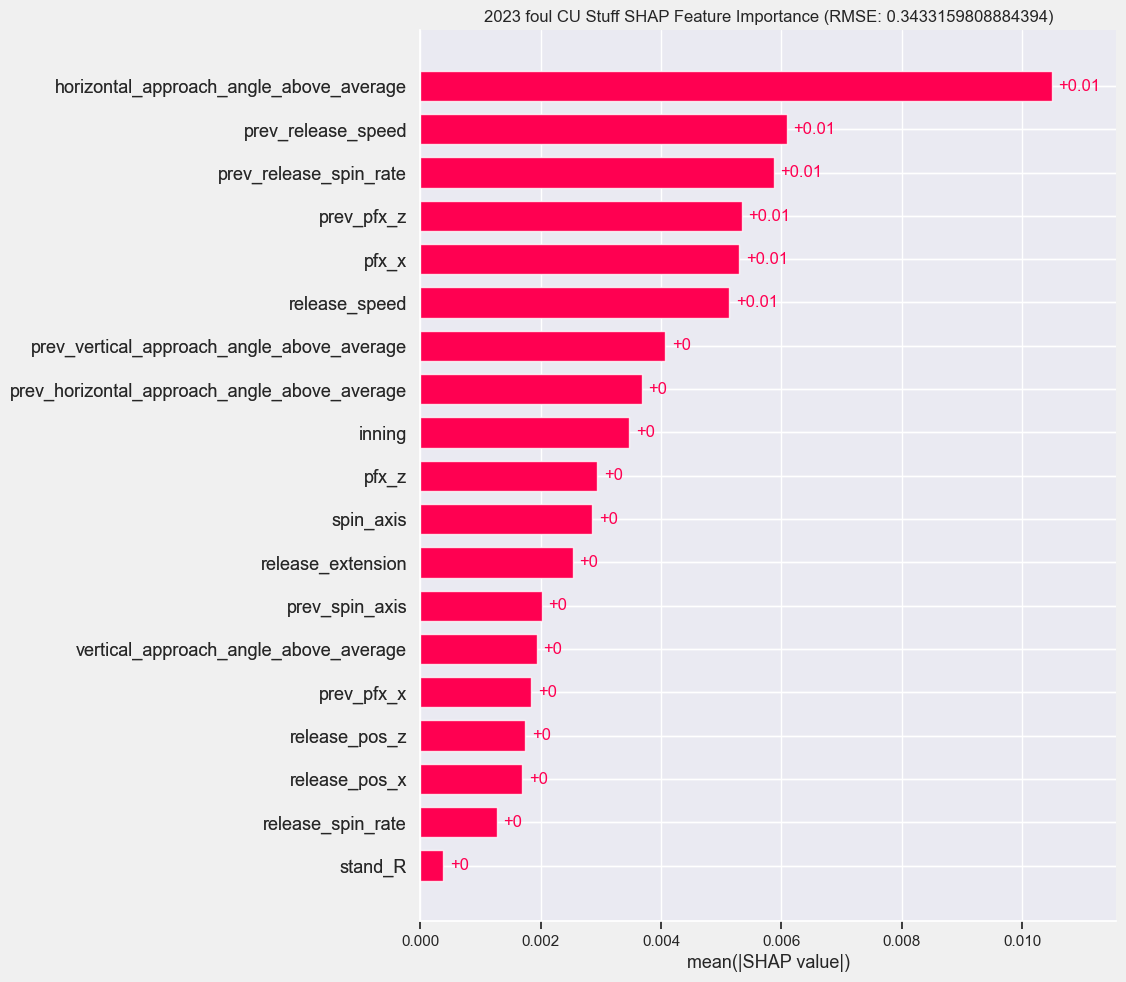 2023 foul CU Stuff SHAP Feature Importance (RMSE: 0.3433159808884394)
horizontal_approach_angle_above_average +0.01
prev_release_speed +0.01
prev_release_spin_rate +0.01
prev_pfx_z +0.01
pfx_x +0.01
release_speed +0.01
prev_vertical_approach_angle_above_average +0
prev_horizontal_approach_angle_above_average +0
inning +0
pfx_z +0
spin_axis +0
release_extension +0
prev_spin_axis +0
vertical_approach_angle_above_average +0
prev_pfx_x +0
release_pos_z +0
release_pos_x +0
release_spin_rate +0
stand_R +0
0.000 0.002 0.004 0.006 0.008 0.010
mean(|SHAP value|)